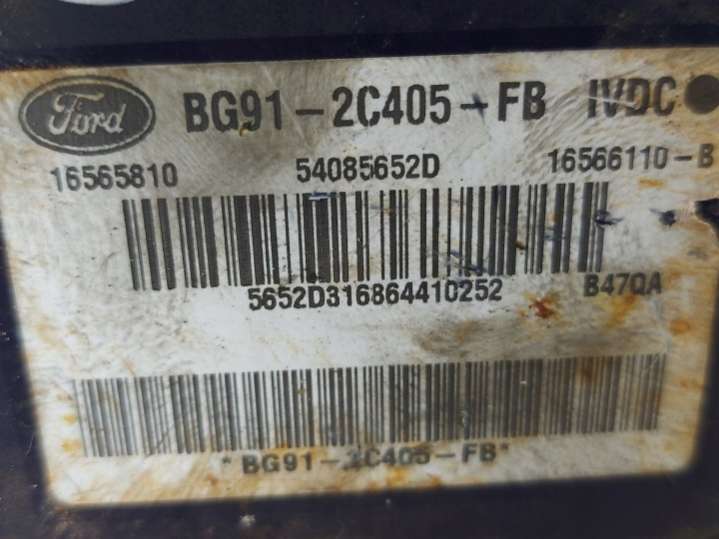 Ford BG91-2C405-FB IVDC
16565810 54085652D 16566110-B
5652D316864410252 B47QA
*BG91-2C405-FB*